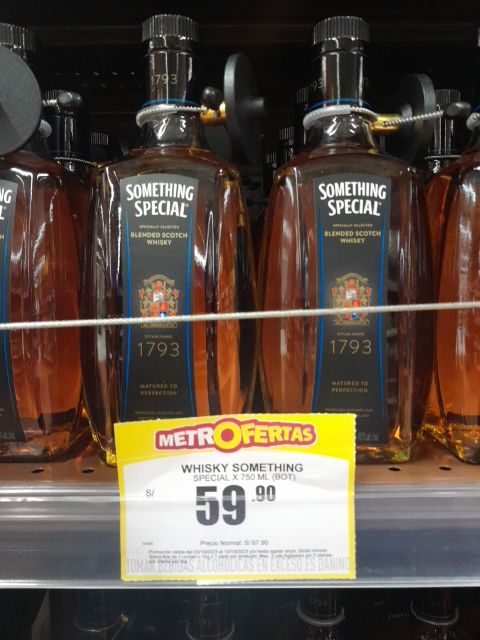 1793
1793
SOMETHING
SPECIAL
SPECIALLY SELECTED
BLENDED SCOTCH
WHISKY
ESTABLISHED
1793
MATURED TO
PERFECTION
SOMETHING
SPECIAL
SPECIALLY SELECTED
BLENDED SCOTCH
WHISKY
ESTABLISHED
1793
MATURED TO
PERFECTION
METROFERTAS
WHISKY SOMETHING
SPECIAL X 750 ML (BOT)
S/ 59.90
Precio Normal: S/ 67.90
TOMAR BEBIDAS ALCOHÓLICAS EN EXCESO ES DAÑINO